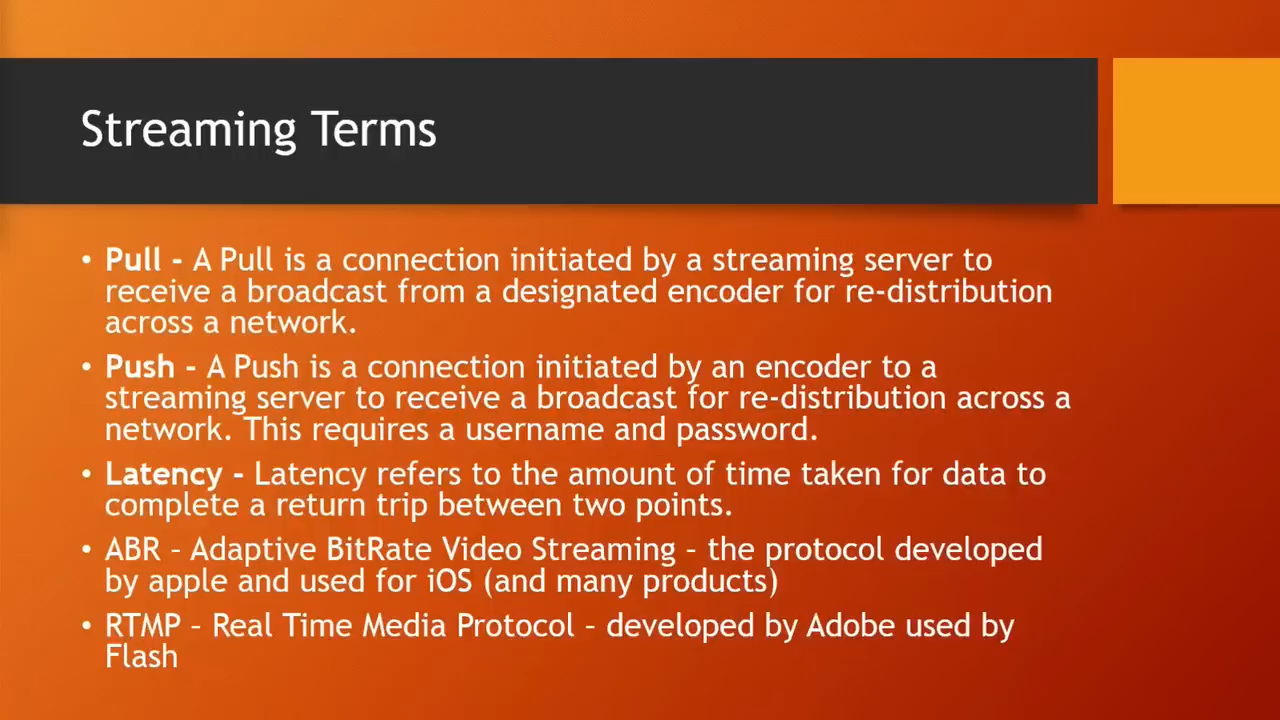 Streaming Terms
• Pull - A Pull is a connection initiated by a streaming server to
receive a broadcast from a designated encoder for re-distribution
across a network.
• Push - A Push is a connection initiated by an encoder to a
streaming server to receive a broadcast for re-distribution across a
network. This requires a username and password.
• Latency - Latency refers to the amount of time taken for data to
complete a return trip between two points.
• ABR – Adaptive BitRate Video Streaming – the protocol developed
by apple and used for iOS (and many products)
• RTMP – Real Time Media Protocol – developed by Adobe used by
Flash